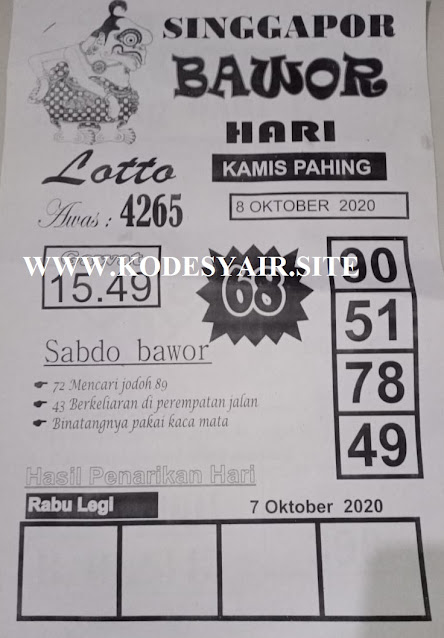 SINGGAPOR
BAWOR
HARI
KAMIS PAHING
8 OKTOBER 2020
Lotto
Awas : 4265
WWW.KODESYAIR.SITE
15.49
68
90
51
78
49
Sabdo bawor
72 Mencari jodoh 89
43 Berkeliaran di perempatan jalan
Binatangnya pakai kaca mata
Hasil Penarikan Hari
Rabu Legi
7 Oktober 2020